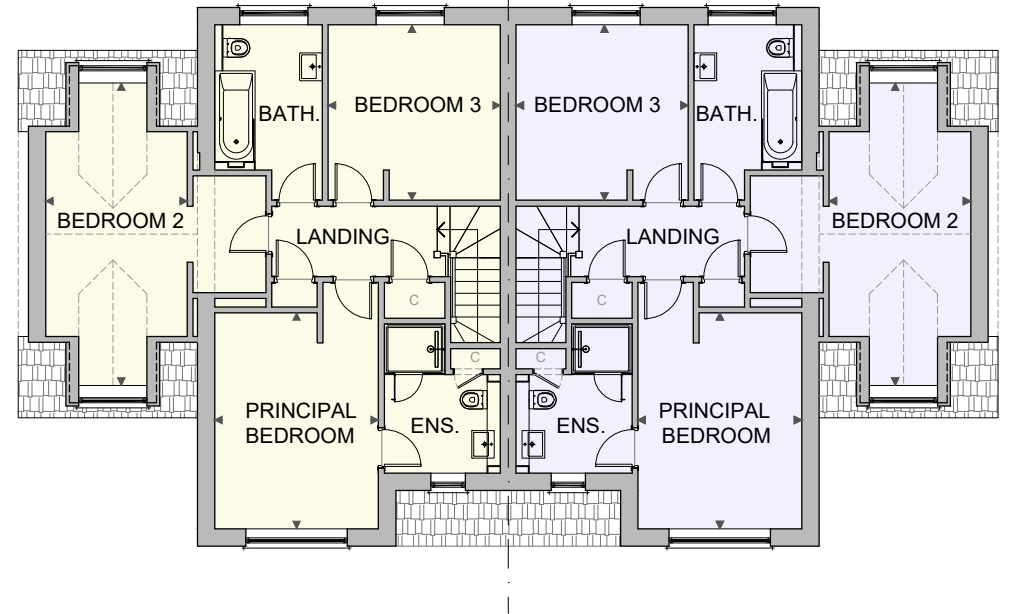 BATH.
BEDROOM 3
BEDROOM 3
BATH.
BEDROOM 2
LANDING
LANDING
BEDROOM 2
C
C
C
C
PRINCIPAL
BEDROOM
ENS.
ENS.
PRINCIPAL
BEDROOM